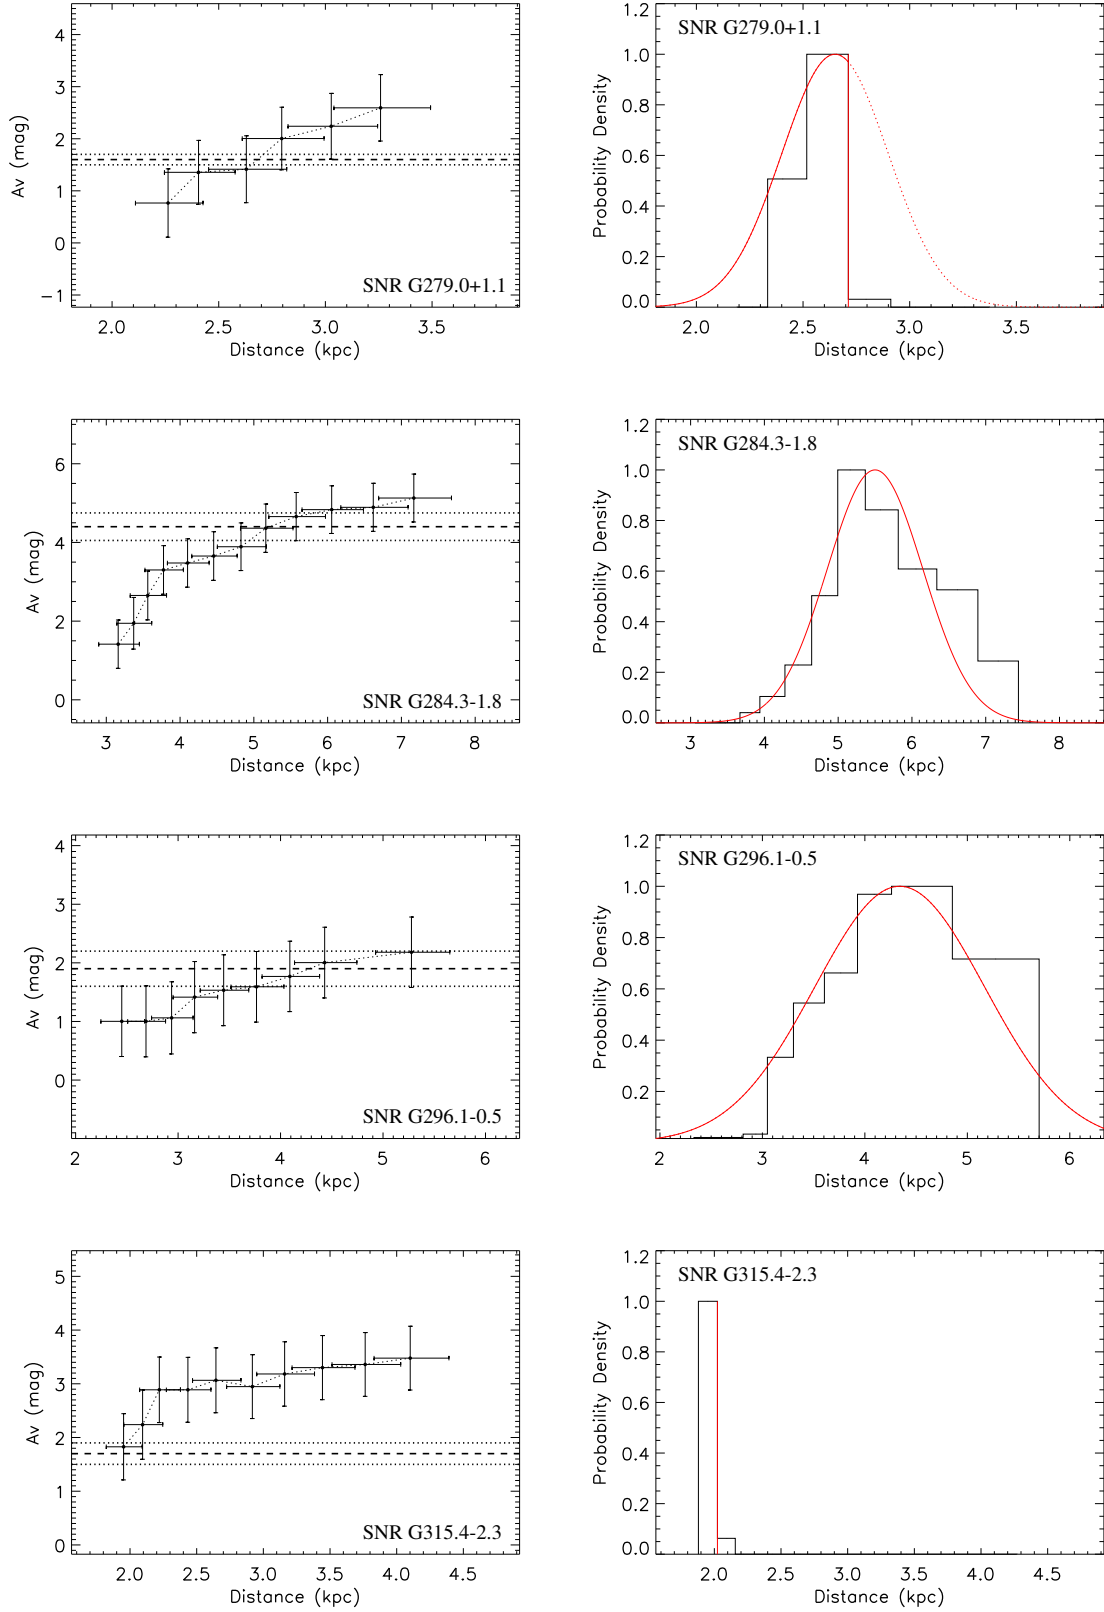 4
3
2
1
0
−1
Av (mag)
SNR G279.0+1.1
2.0 2.5 3.0 3.5
Distance (kpc)
1.2
1.0
0.8
0.6
0.4
0.2
0.0
Probability Density
SNR G279.0+1.1
2.0 2.5 3.0 3.5
Distance (kpc)
6
4
2
0
Av (mag)
SNR G284.3-1.8
3 4 5 6 7 8
Distance (kpc)
1.2
1.0
0.8
0.6
0.4
0.2
0.0
Probability Density
SNR G284.3-1.8
3 4 5 6 7 8
Distance (kpc)
4
3
2
1
0
Av (mag)
SNR G296.1-0.5
2 3 4 5 6
Distance (kpc)
1.2
1.0
0.8
0.6
0.4
0.2
Probability Density
SNR G296.1-0.5
2 3 4 5 6
Distance (kpc)
5
4
3
2
1
0
Av (mag)
SNR G315.4-2.3
2.0 2.5 3.0 3.5 4.0 4.5
Distance (kpc)
1.2
1.0
0.8
0.6
0.4
0.2
0.0
Probability Density
SNR G315.4-2.3
2.0 2.5 3.0 3.5 4.0 4.5
Distance (kpc)